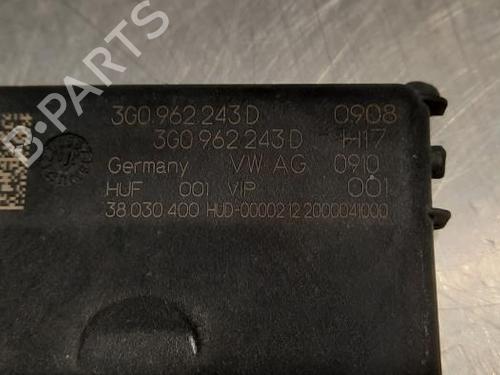 3G0 962 243 D 0908
3G0 962 243 D H17
Germany VW AG 0910
HUF 001 VIP 001
38 030 400 HUD-0000212 2000041000
B-PARTS